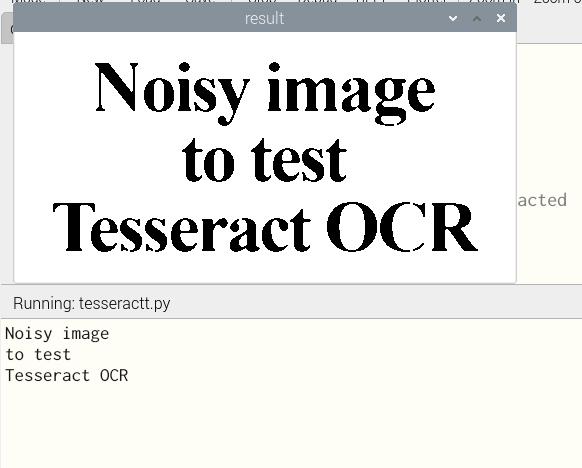 result
Noisy image
to test
Tesseract OCR
acted
Running: tesseractt.py
Noisy image
to test
Tesseract OCR